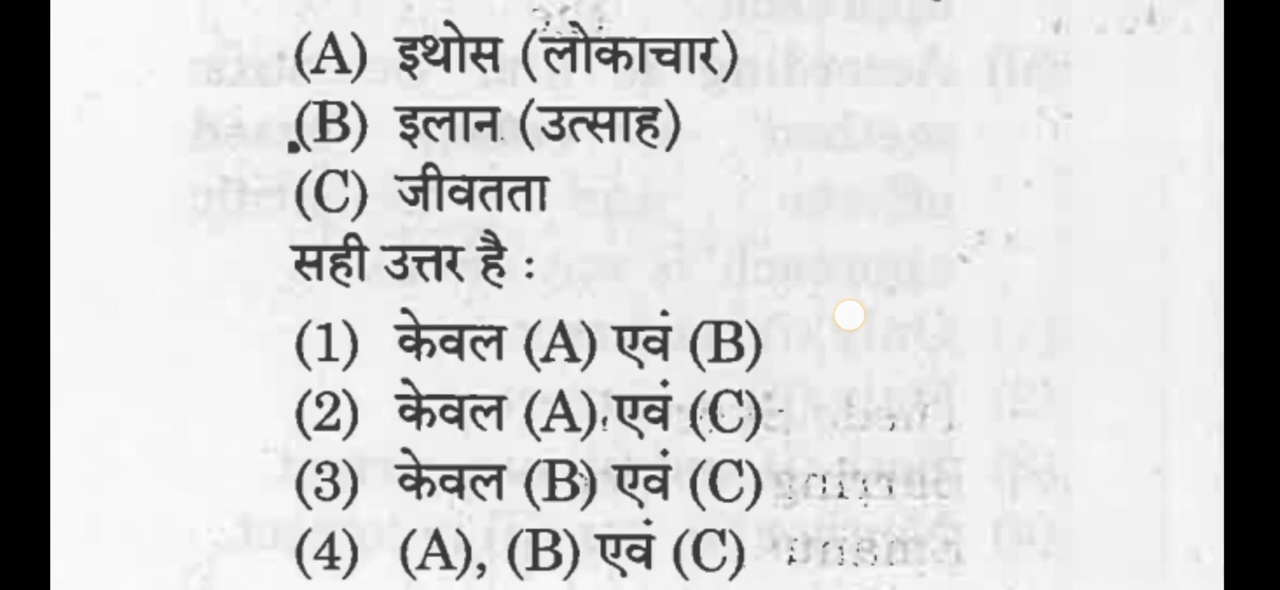 (A) इथोस (लोकाचार)
(B) इलान (उत्साह)
(C) जीवतता
सही उत्तर है :
(1) केवल (A) एवं (B)
(2) केवल (A) एवं (C)
(3) केवल (B) एवं (C)
(4) (A), (B) एवं (C)